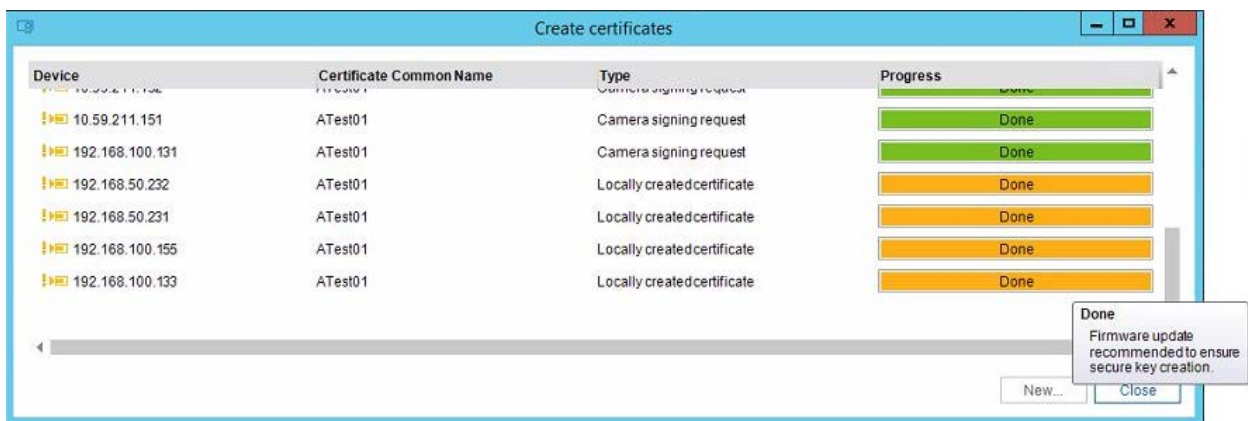 Create certificates
Device Certificate Common Name Type Progress
10.59.211.151 ATest01 Camera signing request Done
192.168.100.131 ATest01 Camera signing request Done
192.168.50.232 ATest01 Locally created certificate Done
192.168.50.231 ATest01 Locally created certificate Done
192.168.100.155 ATest01 Locally created certificate Done
192.168.100.133 ATest01 Locally created certificate Done
Done
Firmware update
recommended to ensure
secure key creation.
New... Close